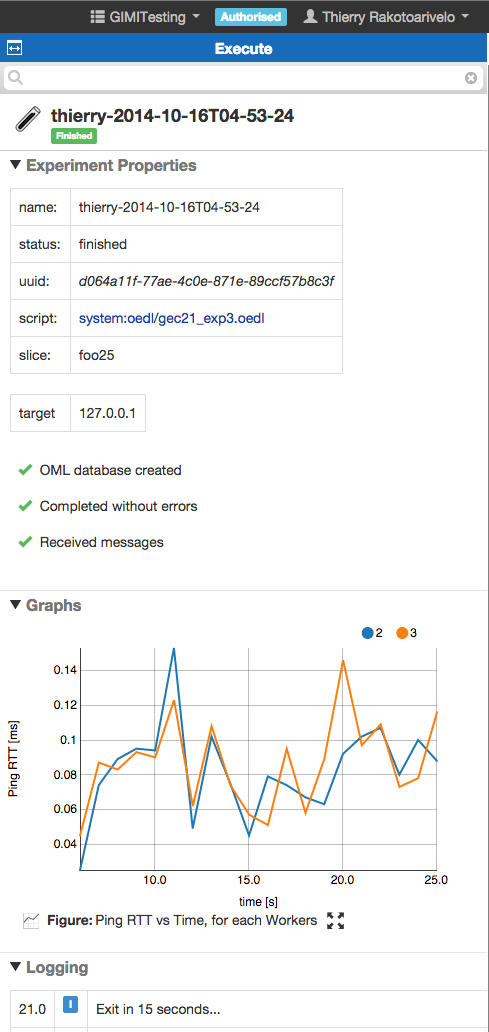 GIMITesting Authorised Thierry Rakotoarivelo
Execute
thierry-2014-10-16T04-53-24
Finished
Experiment Properties
name: thierry-2014-10-16T04-53-24
status: finished
uuid: d064a11f-77ae-4c0e-871e-89ccf57b8c3f
script: system:oedl/gec21_exp3.oedl
slice: foo25
target 127.0.0.1
OML database created
Completed without errors
Received messages
Graphs
2 3
0.14
0.12
0.1
0.08
0.06
0.04
Ping RTT [ms]
10.0 15.0 20.0 25.0
time [s]
Figure: Ping RTT vs Time, for each Workers
Logging
21.0 I Exit in 15 seconds...